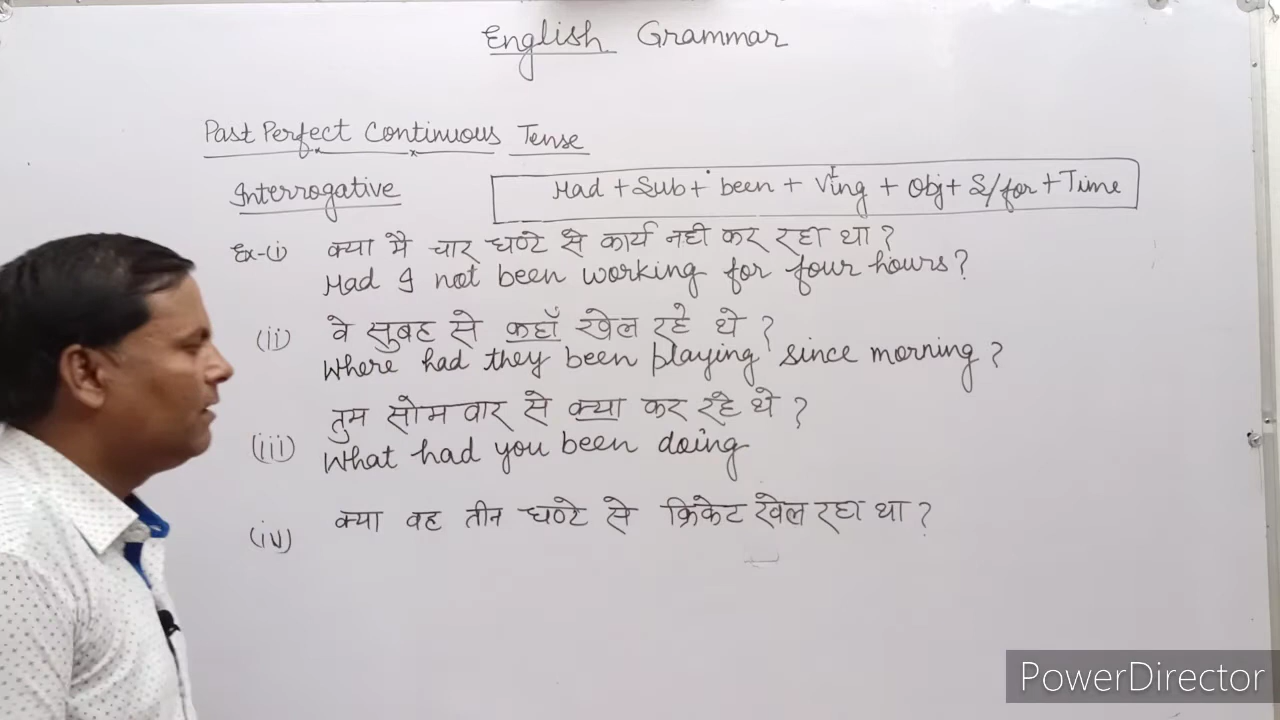 English Grammar
Past Perfect Continuous Tense
Interrogative
Had + Sub + been + VIing + Obj + S/for + Time
Ex-(i) क्या मै चार घण्टे से कार्य नही कर रहा था ?
Had I not been working for four hours ?
(ii) वे सुबह से कहाँ खेल रहे थे ?
Where had they been playing since morning ?
तुम सोमवार से क्या कर रहे थे ?
(iii) What had you been doing
क्या वह तीन घण्टे से क्रिकेट खेल रहा था ?
(iv)
PowerDirector